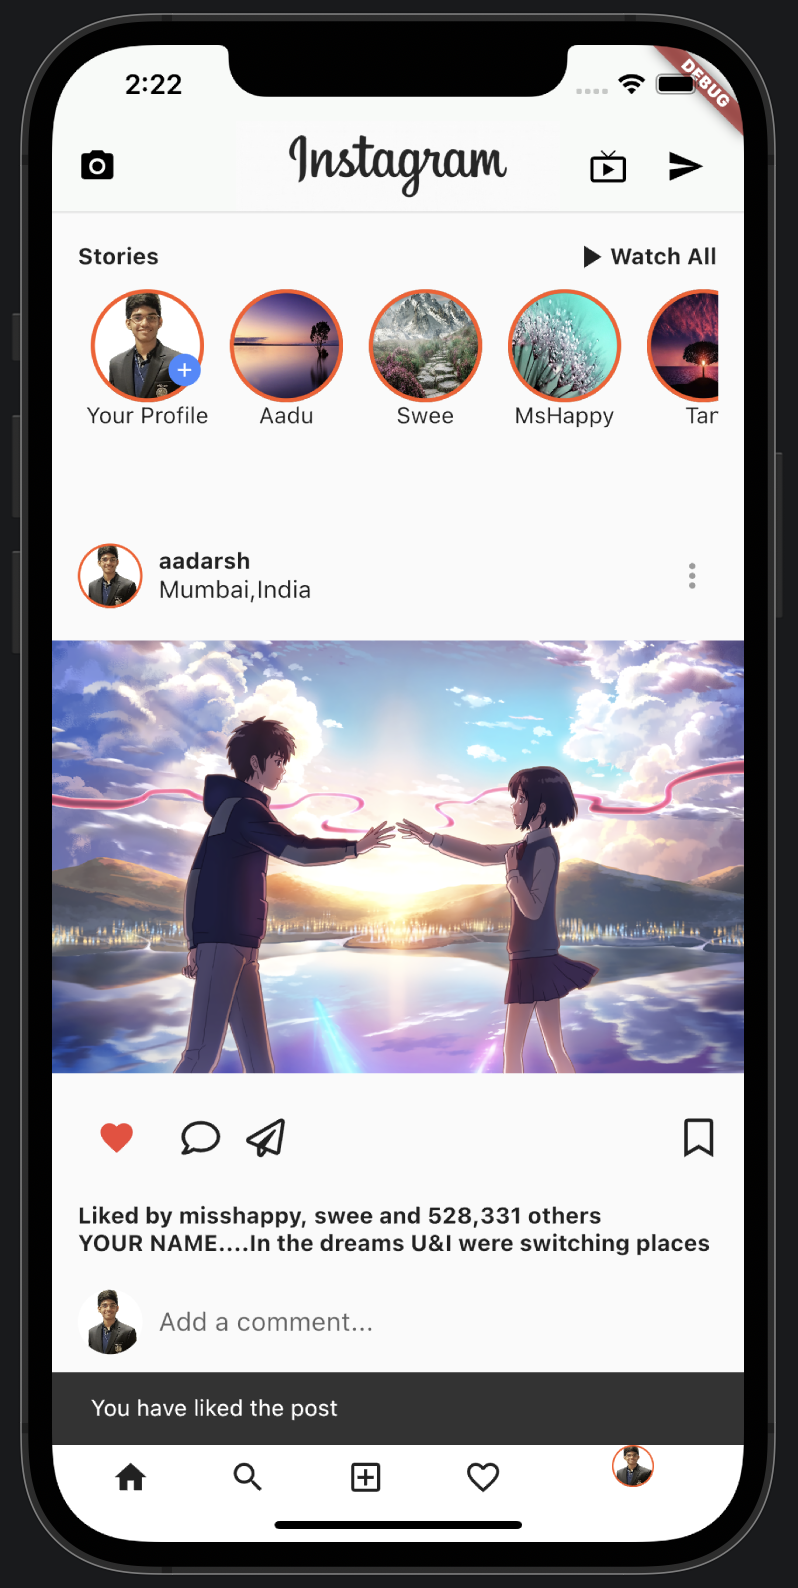 2:22
DEBUG
Instagram
Stories
Watch All
Your Profile
Aadu
Swee
MsHappy
Tar
aadarsh
Mumbai,India
Liked by misshappy, swee and 528,331 others
YOUR NAME....In the dreams U&I were switching places
Add a comment...
You have liked the post